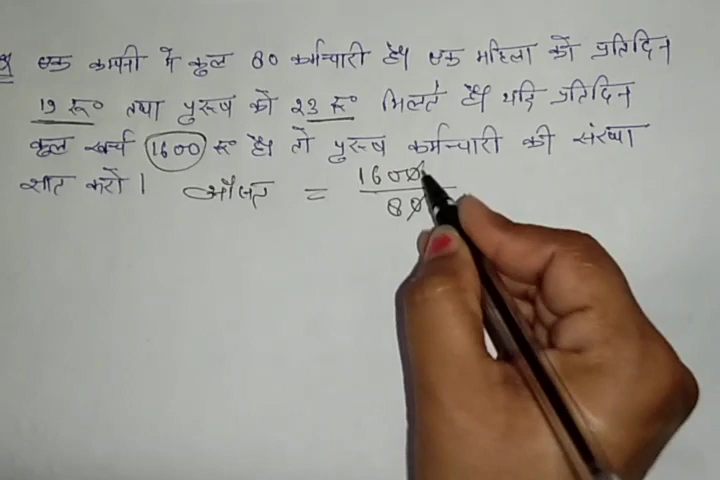 प्र एक कम्पनी मे कुल 80 कर्मचारी है। एक महिला को प्रतिदिन
19 रू० तथा पुरूष को 23 रू० मिलते है। यदि प्रतिदिन
कूल खर्च 1600 रू० है। तो पुरूष कर्मचारी की संख्या
ज्ञात करो। औसत = 1600
80